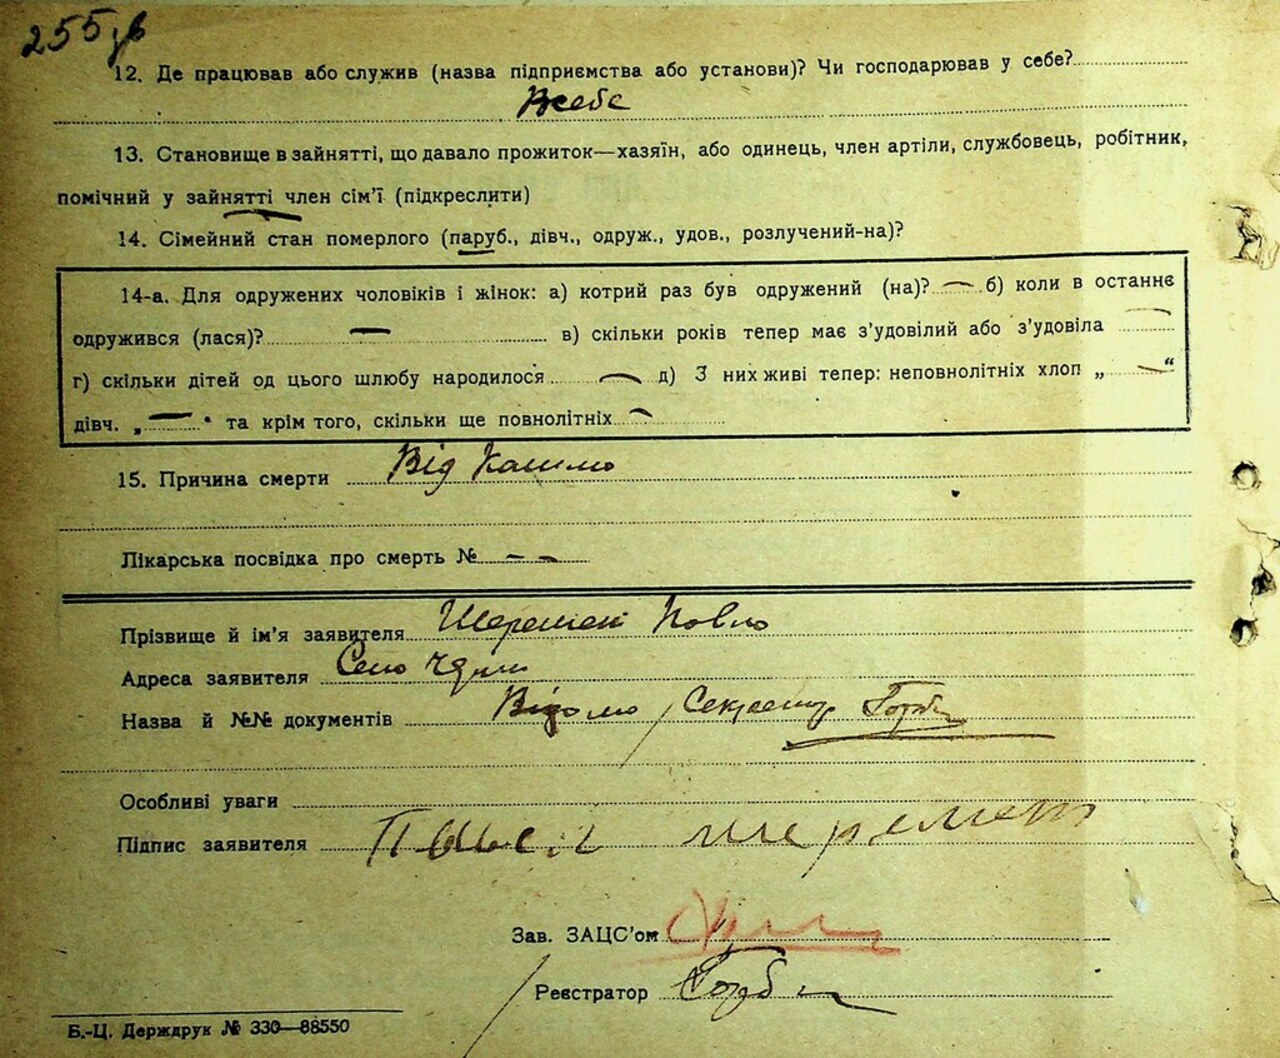 255 зв
12. Де працював або служив (назва підприємства або установи)? Чи господарював у себе?
Всебе
13. Становище в зайнятті, що давало прожиток—хазяїн, або одинець, член артіли, службовець, робітник,
помічний у зайнятті член сім’ї (підкреслити)
14. Сімейний стан померлого (паруб., дівч., одруж., удов., розлучений-на)?
14-а. Для одружених чоловіків і жінок: а) котрий раз був одружений (на)? — б) коли в останнє
одружився (лася)? — в) скільки років тепер має з’удовілий або з’удовіла —
г) скільки дітей од цього шлюбу народилося — д) З них живі тепер: неповнолітніх хлоп „ — “
дівч. „ — “ та крім того, скільки ще повнолітніх —
15. Причина смерти Від Кашлю
Лікарська посвідка про смерть № — —
Прізвище й ім’я заявителя Шеремет Павло
Адреса заявителя Село
Назва й №№ документів Відомо / Секретар
Особливі уваги
Підпис заявителя шеремет
Зав. ЗАЦС’ом
Реєстратор
Б.-Ц. Держдрук № 330—88550